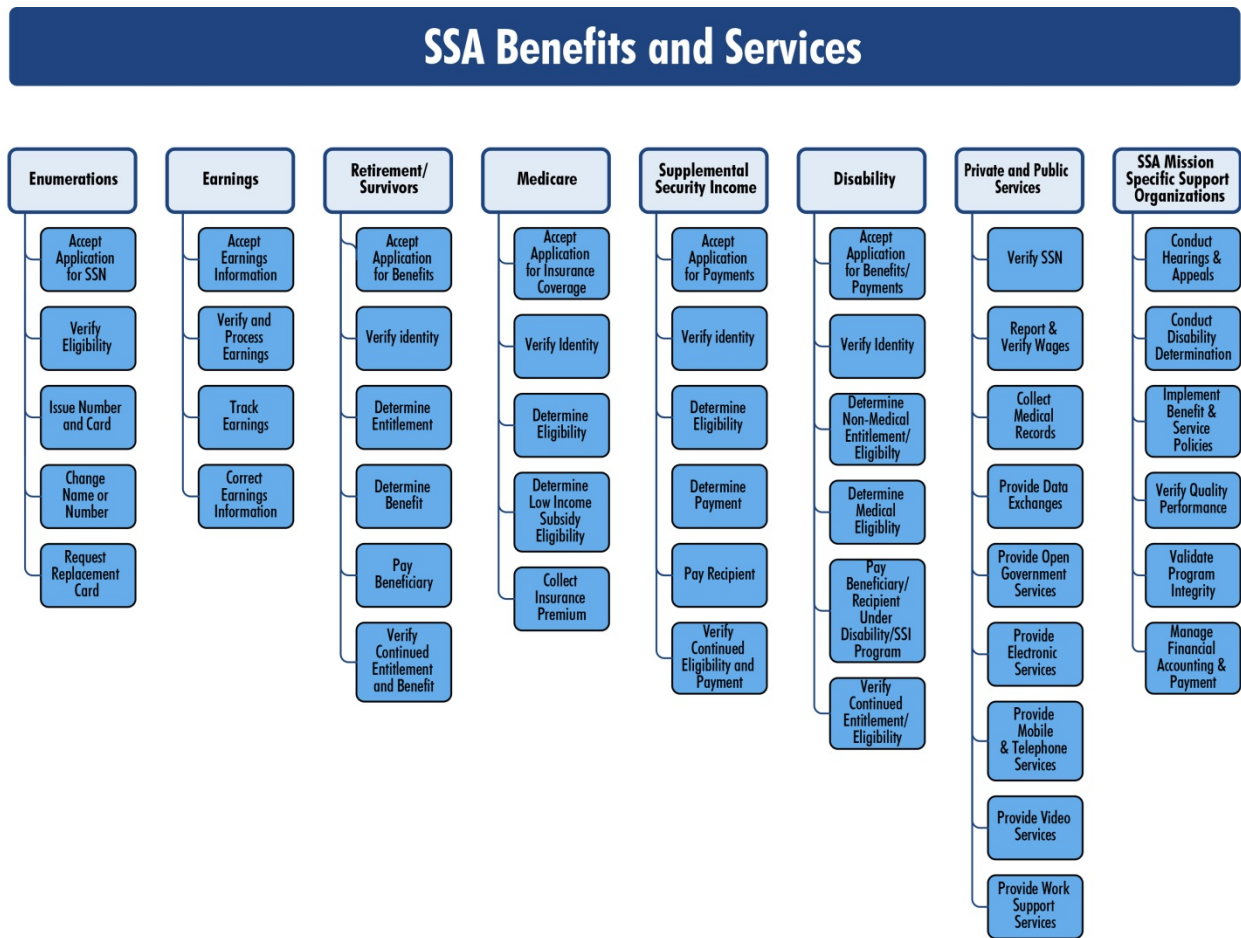 SSA Benefits and Services
Enumerations
Accept
Application
for SSN
Verify
Eligibility
Issue Number
and Card
Change
Name or
Number
Request
Replacement
Card
Earnings
Accept
Earnings
Information
Verify and
Process
Earnings
Track
Earnings
Correct
Earnings
Information
Retirement/
Survivors
Accept
Application
for Benefits
Verify identity
Determine
Entitlement
Determine
Benefit
Pay
Beneficiary
Verify
Continued
Entitlement
and Benefit
Medicare
Accept
Application
for Insurance
Coverage
Verify Identity
Determine
Eligibility
Determine
Low Income
Subsidy
Eligibility
Collect
Insurance
Premium
Supplemental
Security Income
Accept
Application
for Payments
Verify identity
Determine
Eligibility
Determine
Payment
Pay Recipient
Verify
Continued
Eligibility and
Payment
Disability
Accept
Application
for Benefits/
Payments
Verify Identity
Determine
Non-Medical
Entitlement/
Eligibilty
Determine
Medical
Eligiblity
Pay
Beneficiary/
Recipient
Under
Disability/SSI
Program
Verify
Continued
Entitlement/
Eligibility
Private and Public
Services
Verify SSN
Report &
Verify Wages
Collect
Medical
Records
Provide Data
Exchanges
Provide Open
Government
Services
Provide
Electronic
Services
Provide
Mobile
& Telephone
Services
Provide Video
Services
Provide Work
Support
Services
SSA Mission
Specific Support
Organizations
Conduct
Hearings &
Appeals
Conduct
Disability
Determination
Implement
Benefit &
Service
Policies
Verify Quality
Performance
Validate
Program
Integrity
Manage
Financial
Accounting &
Payment